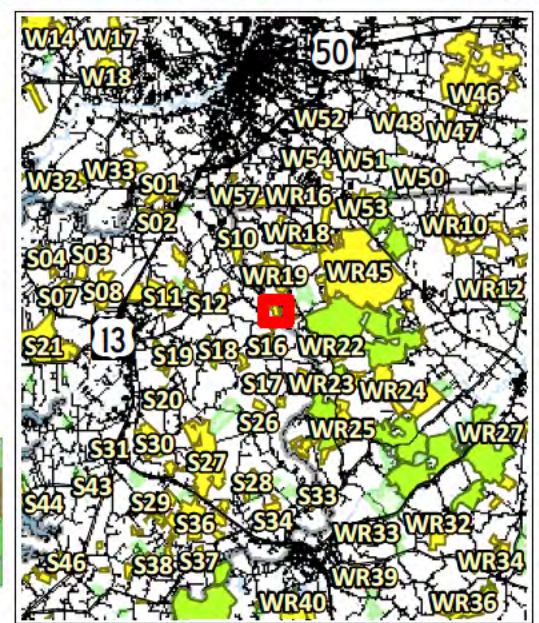 W14 W17
50
W18
W46
W52
W48 W47
W54 W51
W32 W33
S01
W50
W57 WR16
W53
S02
WR10
S10 WR18
S04 S03
WR19
WR45
WR12
S07 S08 S11 S12
13
S21
S16 WR22
S19 S18
S17 WR23 WR24
S20
S26
WR25
WR27
S31 S30
S27
S43
S28
S33
S44
S29
S36
S34
WR33 WR32
S46
S38 S37
WR34
WR39
WR40
WR36